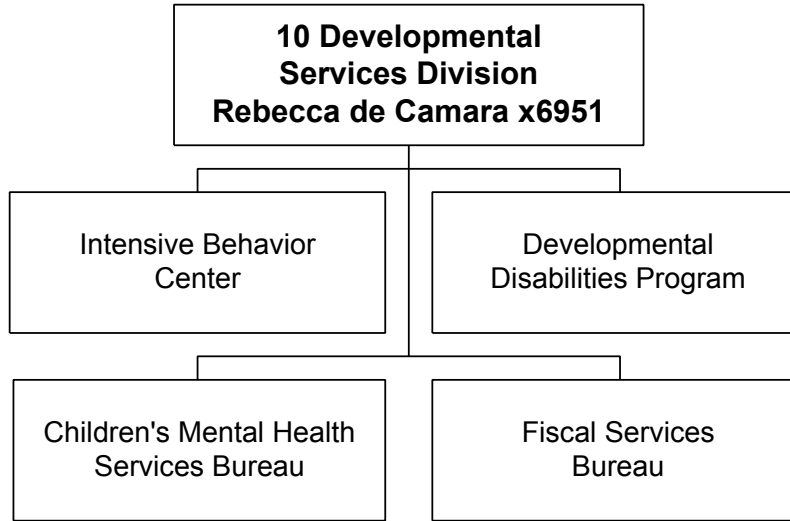 10 Developmental
Services Division
Rebecca de Camara x6951
Intensive Behavior
Center
Developmental
Disabilities Program
Children's Mental Health
Services Bureau
Fiscal Services
Bureau